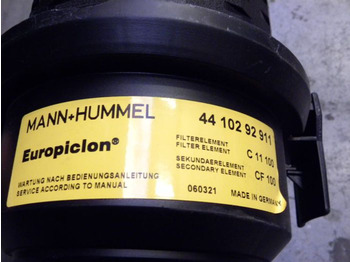 MANN+HUMMEL
44 102 92 911
Europiclon®
FILTERELEMENT
FILTER ELEMENT
C 11 100
SEKUNDAERELEMENT
SECONDARY ELEMENT
CF 100
WARTUNG NACH BEDIENUNGSANLEITUNG
SERVICE ACCORDING TO MANUAL
060321
MADE IN GERMANY